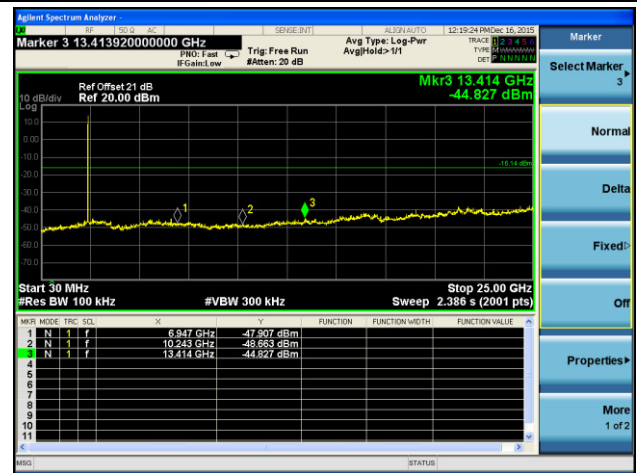 Agilent Spectrum Analyzer -
RF 50 Ω AC SENSE:INT ALIGN AUTO 12:19:24 PM Dec 16, 2015
Marker 3 13.413920000000 GHz
PNO: Fast
IFGain:Low
Trig: Free Run
#Atten: 20 dB
Avg Type: Log-Pwr
Avg|Hold:>1/1
TRACE 1 2 3 4 5 6
TYPE M
DET P N N N N N
Ref Offset 21 dB
Ref 20.00 dBm
10 dB/div
Log
Mkr3 13.414 GHz
-44.827 dBm
10.0
0.00
-10.0
-16.14 dBm
-20.0
-30.0
-40.0
-50.0
-60.0
-70.0
1
2
3
Start 30 MHz
Stop 25.00 GHz
#Res BW 100 kHz
#VBW 300 kHz
Sweep 2.386 s (2001 pts)
MKR MODE TRC SCL X Y FUNCTION FUNCTION WIDTH FUNCTION VALUE
1 N 1 f 6.947 GHz -47.907 dBm
2 N 1 f 10.243 GHz -48.663 dBm
3 N 1 f 13.414 GHz -44.827 dBm
4
5
6
7
8
9
10
11
MSG
STATUS
Marker
Select Marker
3
Normal
Delta
Fixed
Off
Properties
More
1 of 2